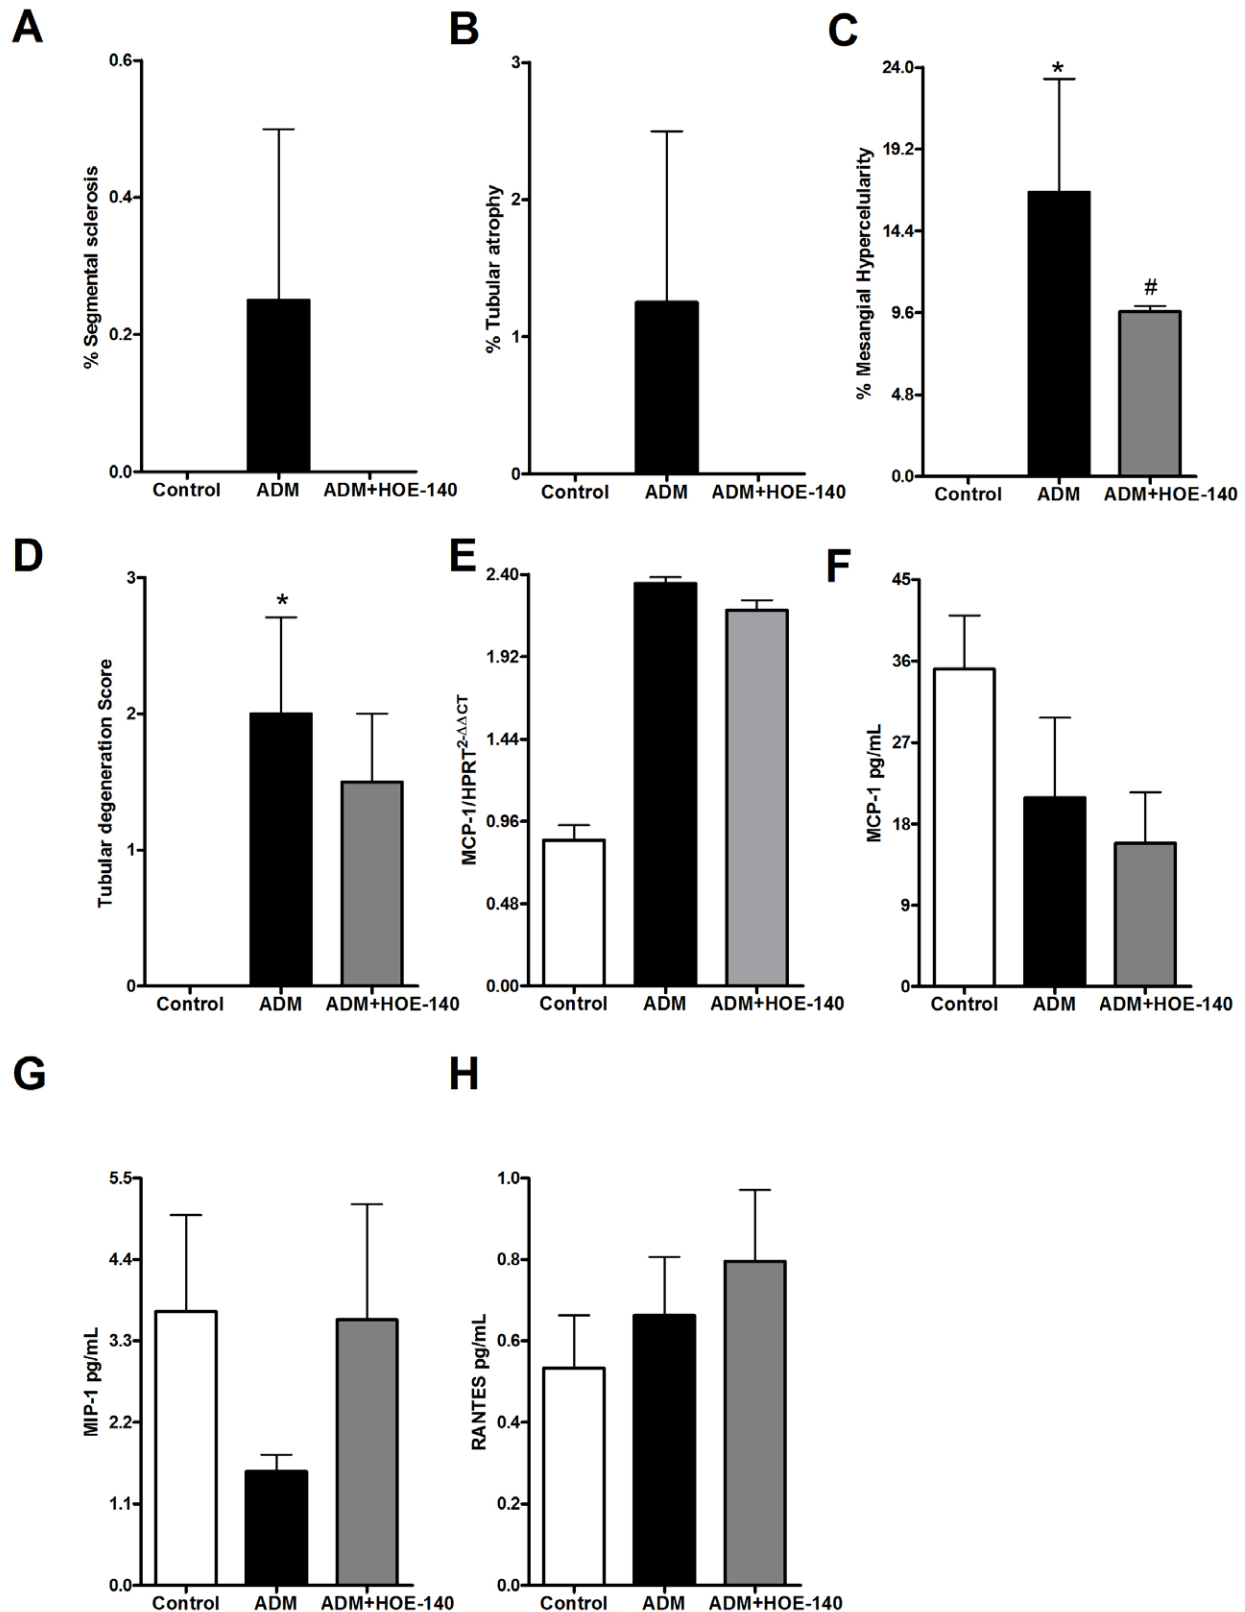 A
B
C
% Segmental sclerosis
0.6
0.4
0.2
0.0
Control ADM ADM+HOE-140
% Tubular atrophy
3
2
1
0
Control ADM ADM+HOE-140
% Mesangial Hypercelularity
24.0
19.2
14.4
9.6
4.8
0.0
*
#
Control ADM ADM+HOE-140
D
E
F
Tubular degeneration Score
3
2
1
0
*
Control ADM ADM+HOE-140
MCP-1/HPRT2-ΔΔCT
2.40
1.92
1.44
0.96
0.48
0.00
Control ADM ADM+HOE-140
MCP-1 pg/mL
45
36
27
18
9
0
Control ADM ADM+HOE-140
G
H
MIP-1 pg/mL
5.5
4.4
3.3
2.2
1.1
0.0
Control ADM ADM+HOE-140
RANTES pg/mL
1.0
0.8
0.6
0.4
0.2
0.0
Control ADM ADM+HOE-140